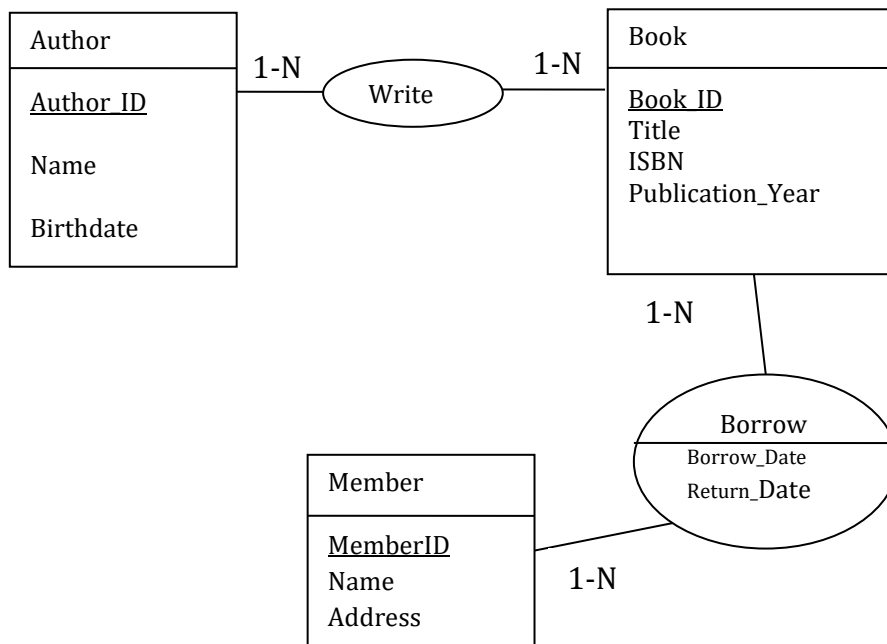 Author
Author_ID
Name
Birthdate
1-N
Write
1-N
Book
Book_ID
Title
ISBN
Publication_Year
1-N
Borrow
Borrow_Date
Return_Date
Member
MemberID
Name
Address
1-N